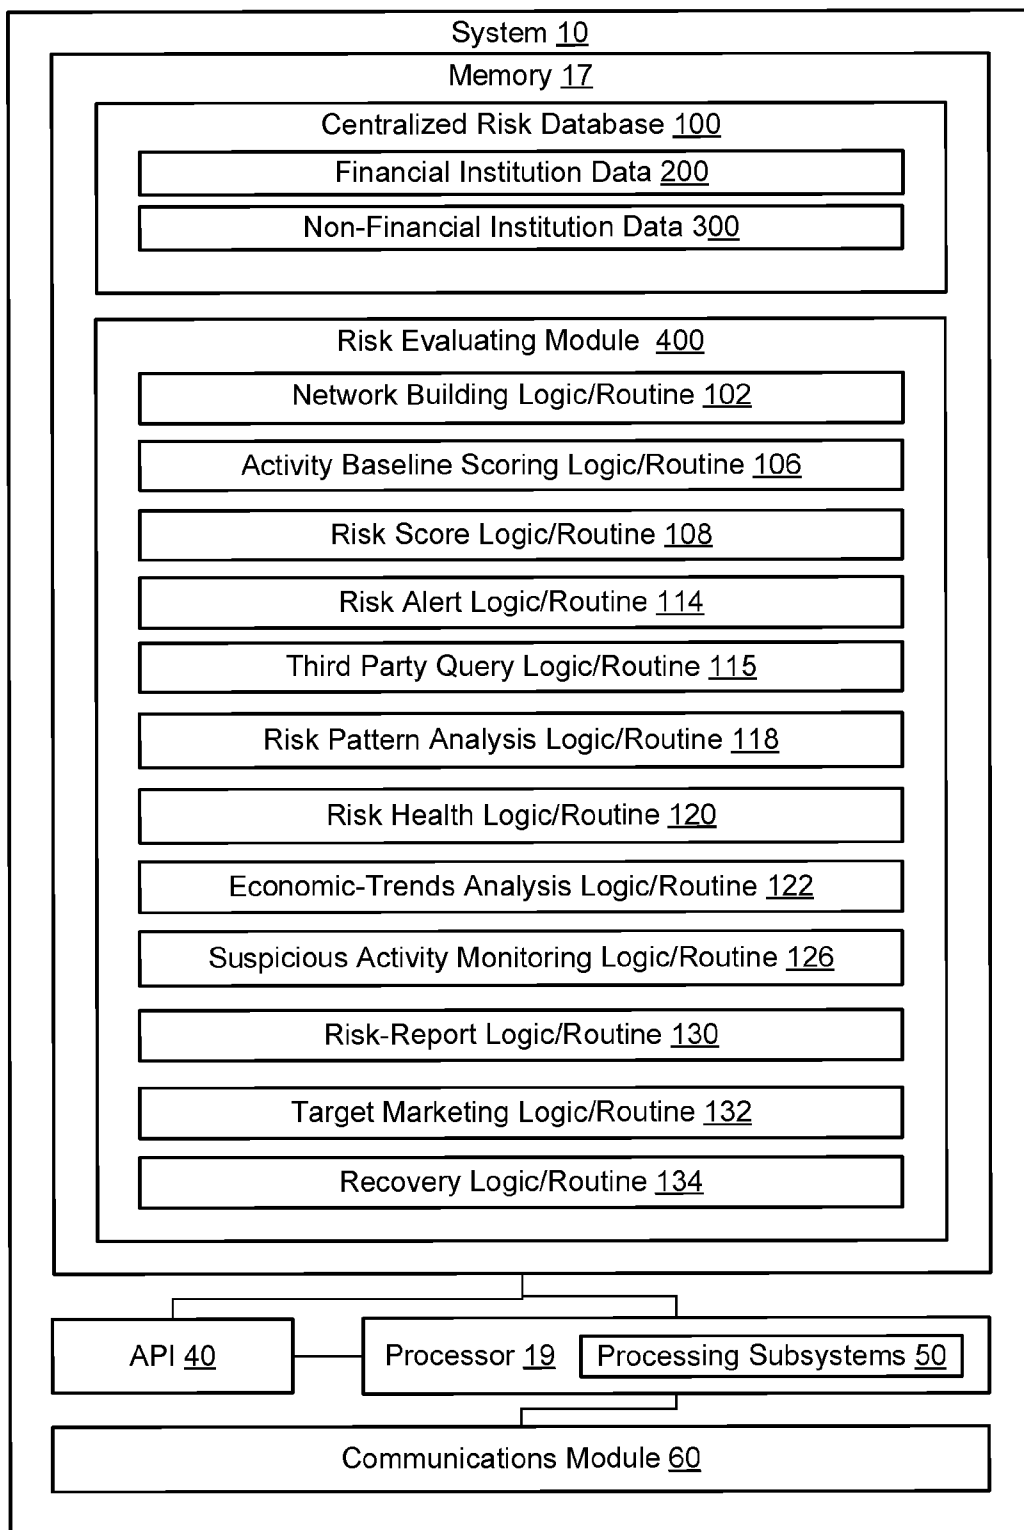 System 10
Memory 17
Centralized Risk Database 100
Financial Institution Data 200
Non-Financial Institution Data 300
Risk Evaluating Module 400
Network Building Logic/Routine 102
Activity Baseline Scoring Logic/Routine 106
Risk Score Logic/Routine 108
Risk Alert Logic/Routine 114
Third Party Query Logic/Routine 115
Risk Pattern Analysis Logic/Routine 118
Risk Health Logic/Routine 120
Economic-Trends Analysis Logic/Routine 122
Suspicious Activity Monitoring Logic/Routine 126
Risk-Report Logic/Routine 130
Target Marketing Logic/Routine 132
Recovery Logic/Routine 134
API 40
Processor 19
Processing Subsystems 50
Communications Module 60